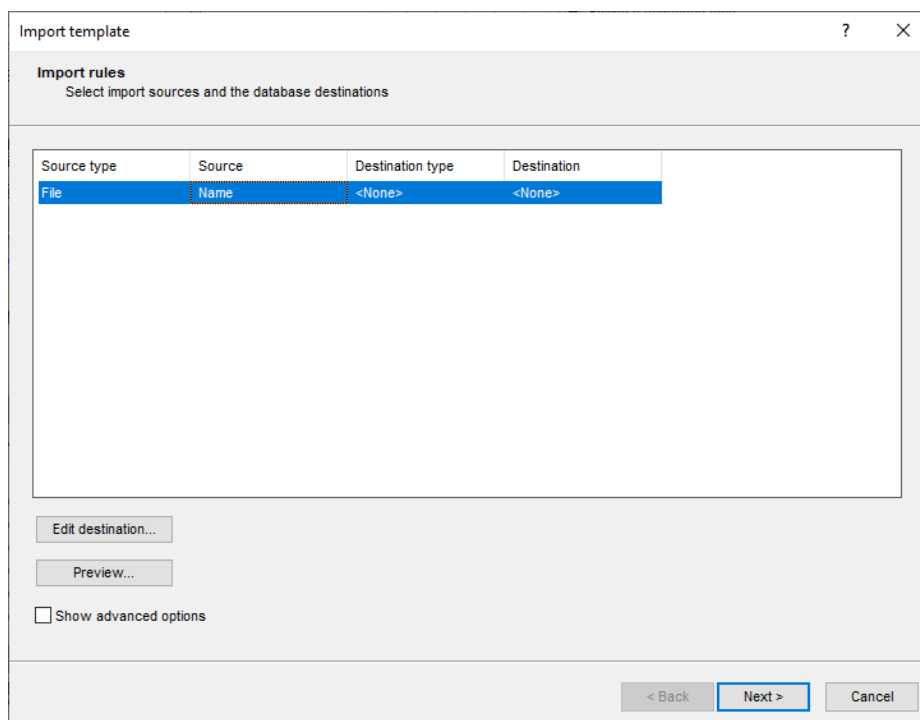 Import template
?
Import rules
Select import sources and the database destinations
Source type Source Destination type Destination
File Name <None> <None>
Edit destination...
Preview...
Show advanced options
< Back Next > Cancel